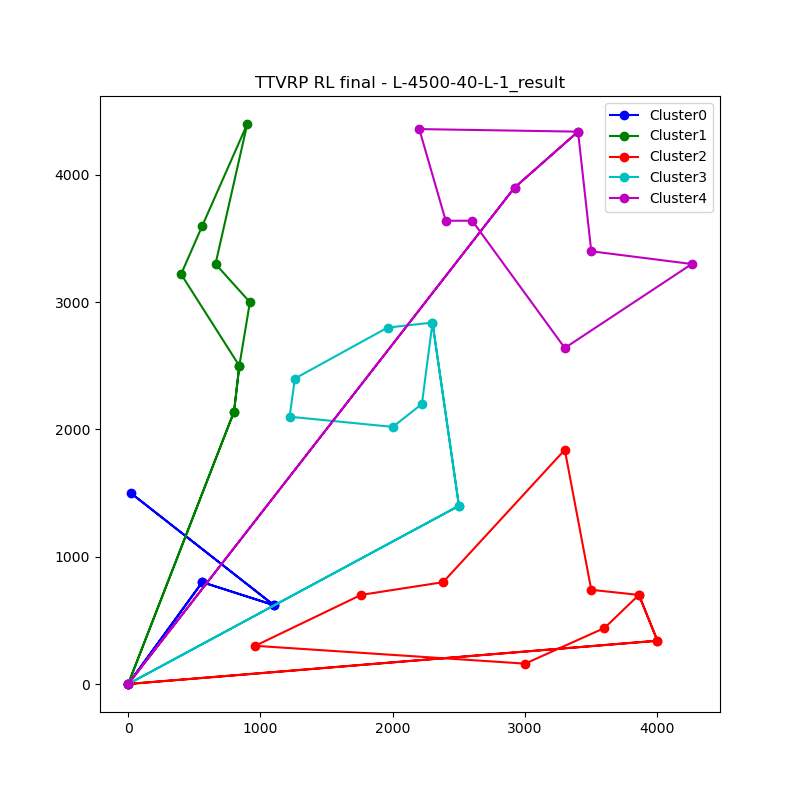 TTVRP RL final - L-4500-40-L-1_result
Cluster0
Cluster1
Cluster2
Cluster3
Cluster4
4000
3000
2000
1000
0
0 1000 2000 3000 4000